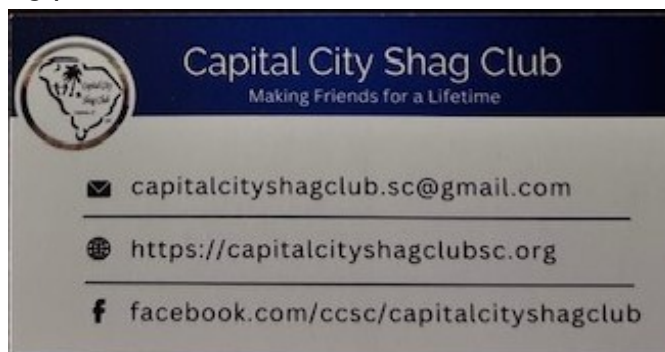 Capital City Shag Club
Making Friends for a Lifetime
capitalcityshagclub.sc@gmail.com
https://capitalcityshagclubsc.org
facebook.com/ccsc/capitalcityshagclub